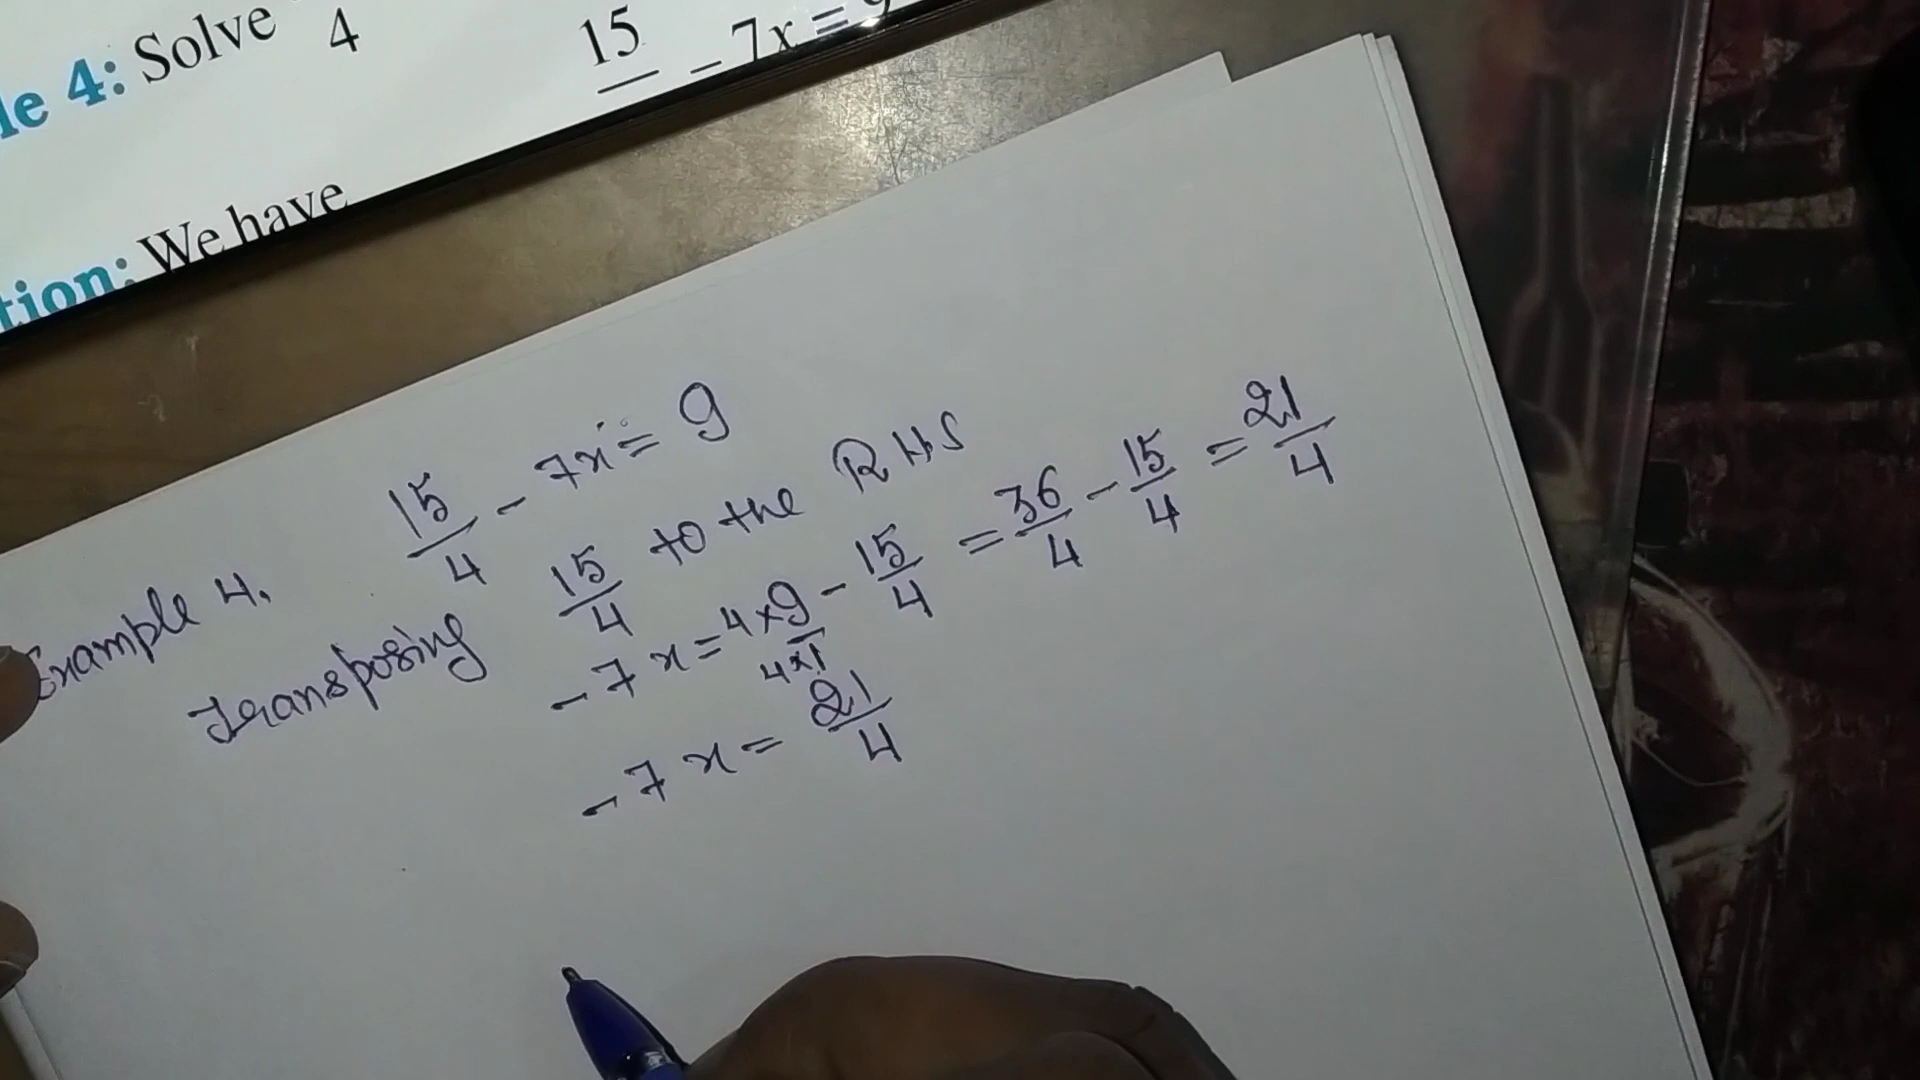 le 4: Solve
4
15
– 7x = 9
tion: We have
Example 4. 15/4 - 7x = 9
Transposing 15/4 to the RHS
-7x = 4×9/4×1 - 15/4 = 36/4 - 15/4 = 21/4
-7x = 21/4